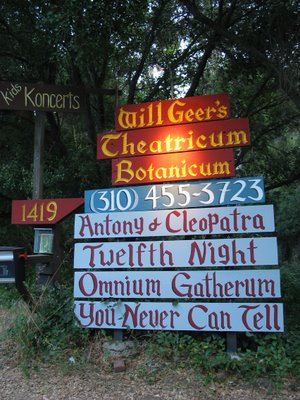 kids Koncerts
Will Geer's
Theatricum
Botanicum
(310) 455-3723
1419
Antony & Cleopatra
Twelfth Night
Omnium Gatherum
You Never Can Tell